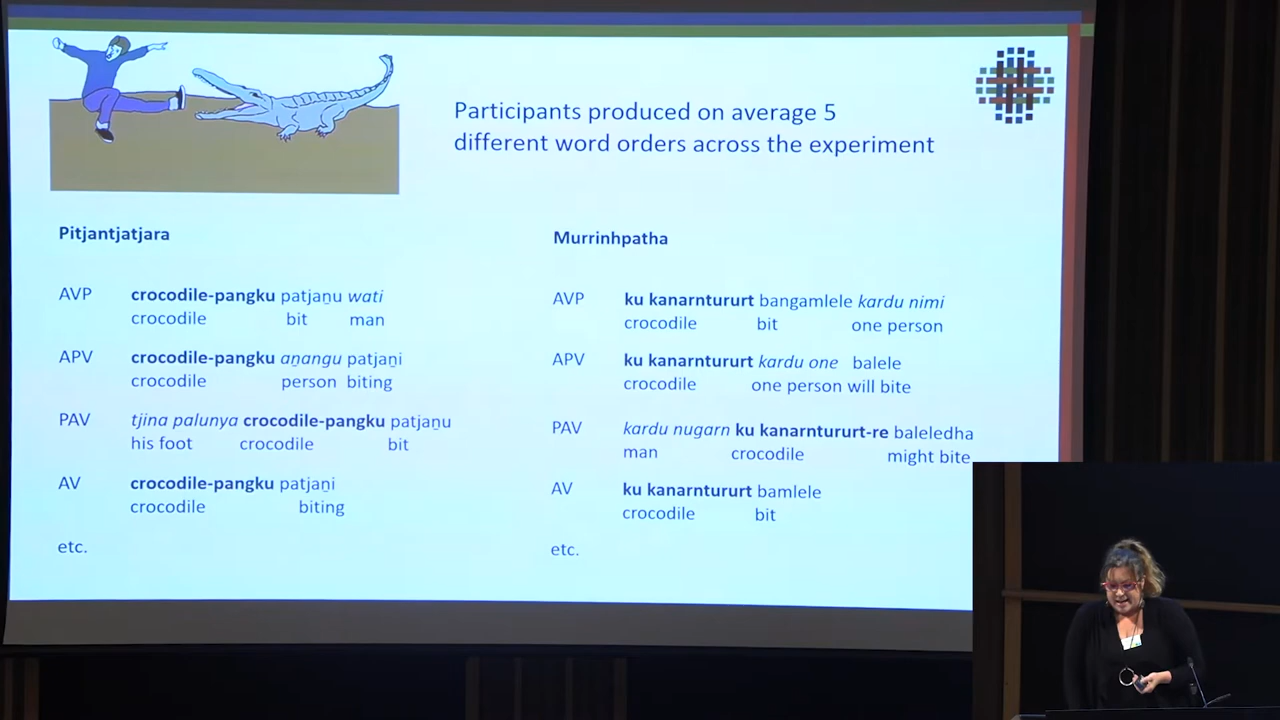 Participants produced on average 5
different word orders across the experiment
Pitjantjatjara
AVP crocodile-pangku patjaṉu wati
crocodile bit man
APV crocodile-pangku aṉangu patjaṉi
crocodile person biting
PAV tjina palunya crocodile-pangku patjaṉu
his foot crocodile bit
AV crocodile-pangku patjaṉi
crocodile biting
etc.
Murrinhpatha
AVP ku kanarnturturt bangamlele kardu nimi
crocodile bit one person
APV ku kanarnturturt kardu one balele
crocodile one person will bite
PAV kardu nugarn ku kanarnturturt-re baleledha
man crocodile might bite
AV ku kanarnturturt bamlele
crocodile bit
etc.